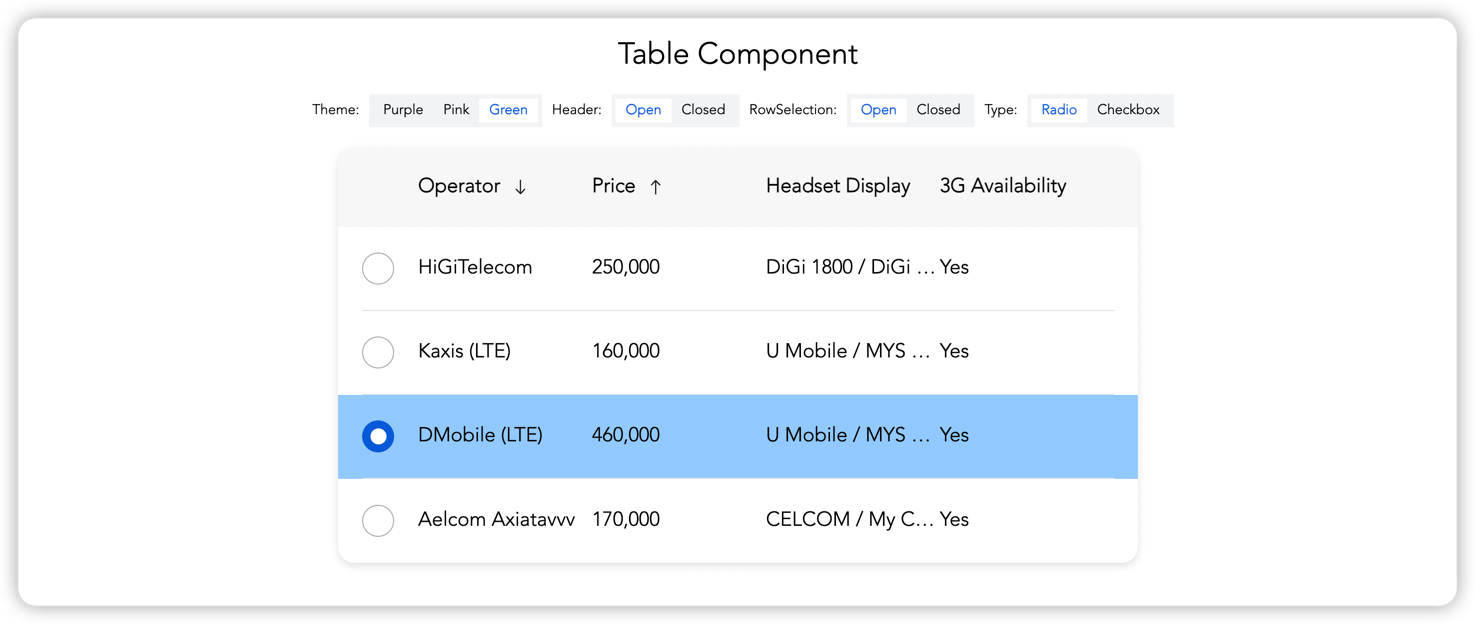 Table Component
Theme: Purple Pink Green Header: Open Closed RowSelection: Open Closed Type: Radio Checkbox
Operator ↓ Price ↑ Headset Display 3G Availability
HiGiTelecom 250,000 DiGi 1800 / DiGi ... Yes
Kaxis (LTE) 160,000 U Mobile / MYS ... Yes
DMobile (LTE) 460,000 U Mobile / MYS ... Yes
Aelcom Axiatavvv 170,000 CELCOM / My C... Yes